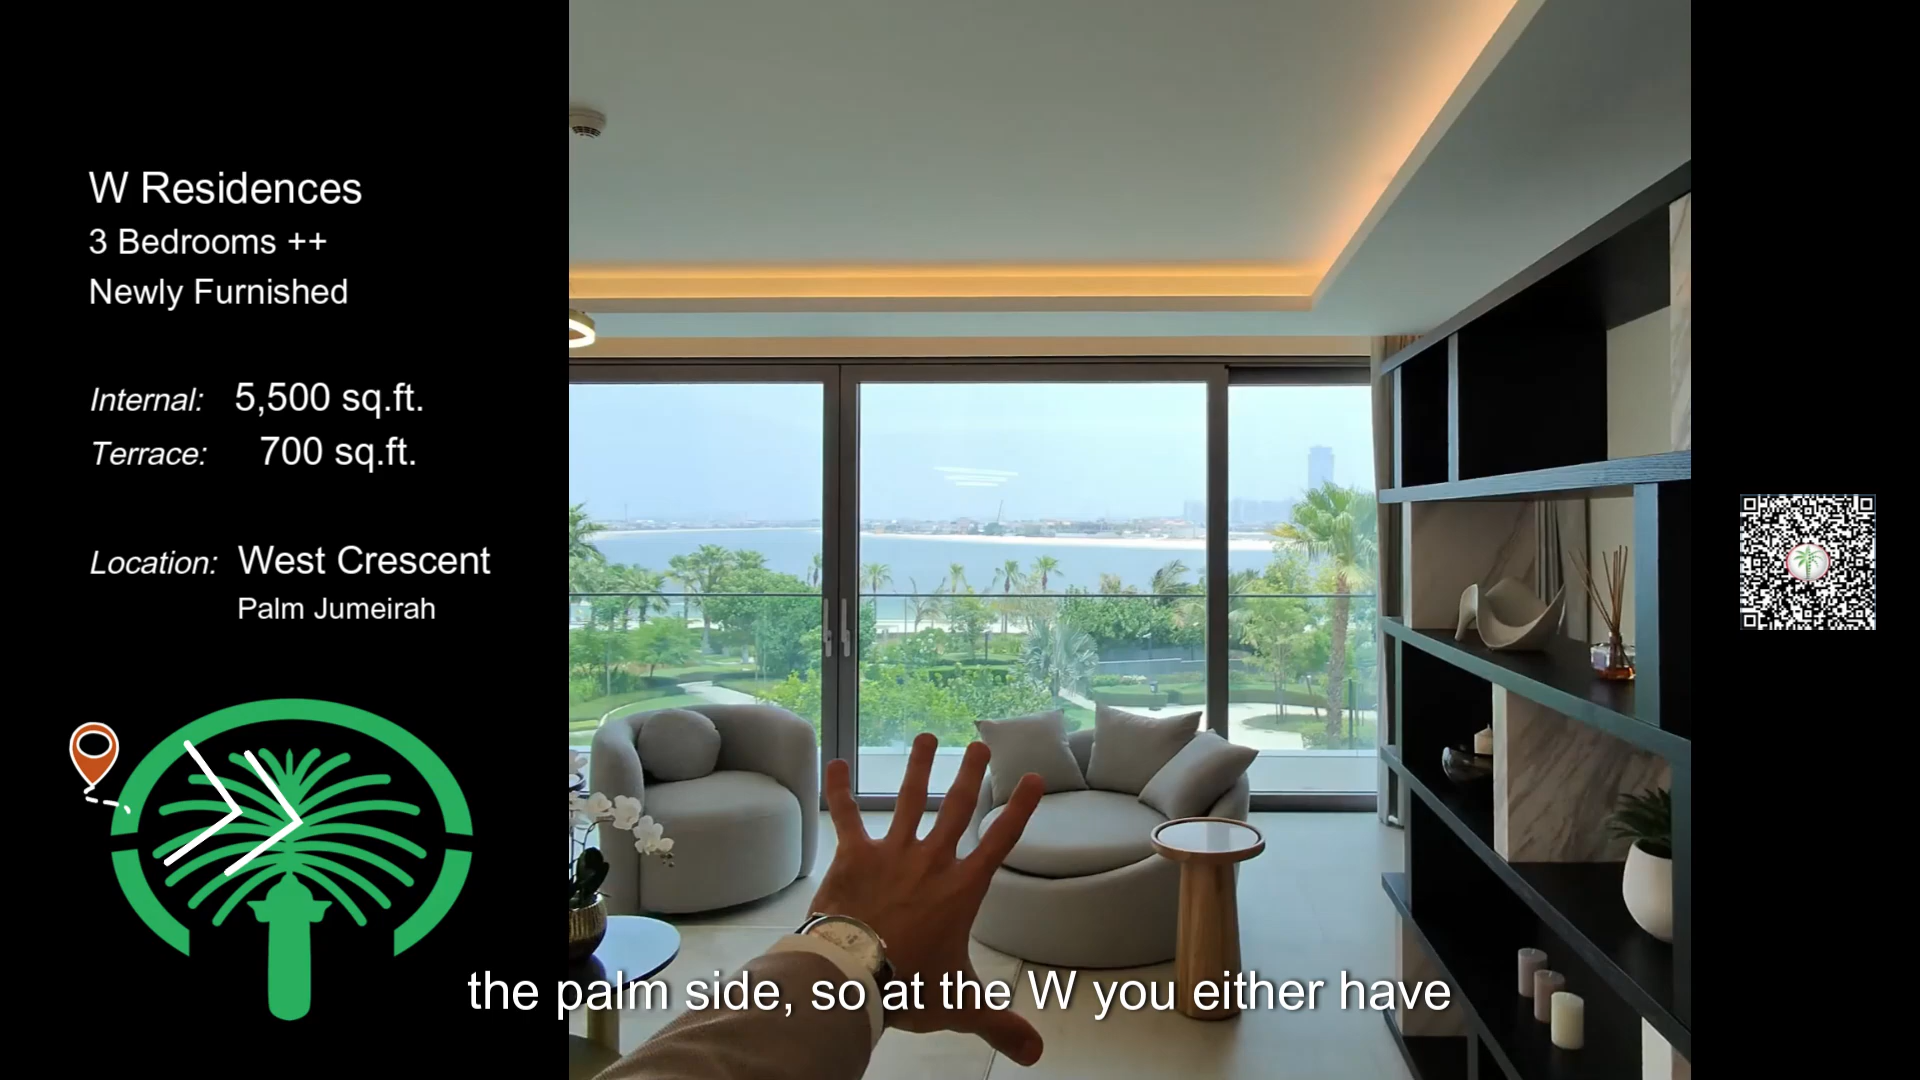 W Residences
3 Bedrooms ++
Newly Furnished
Internal: 5,500 sq.ft.
Terrace: 700 sq.ft.
Location: West Crescent
Palm Jumeirah
the palm side, so at the W you either have